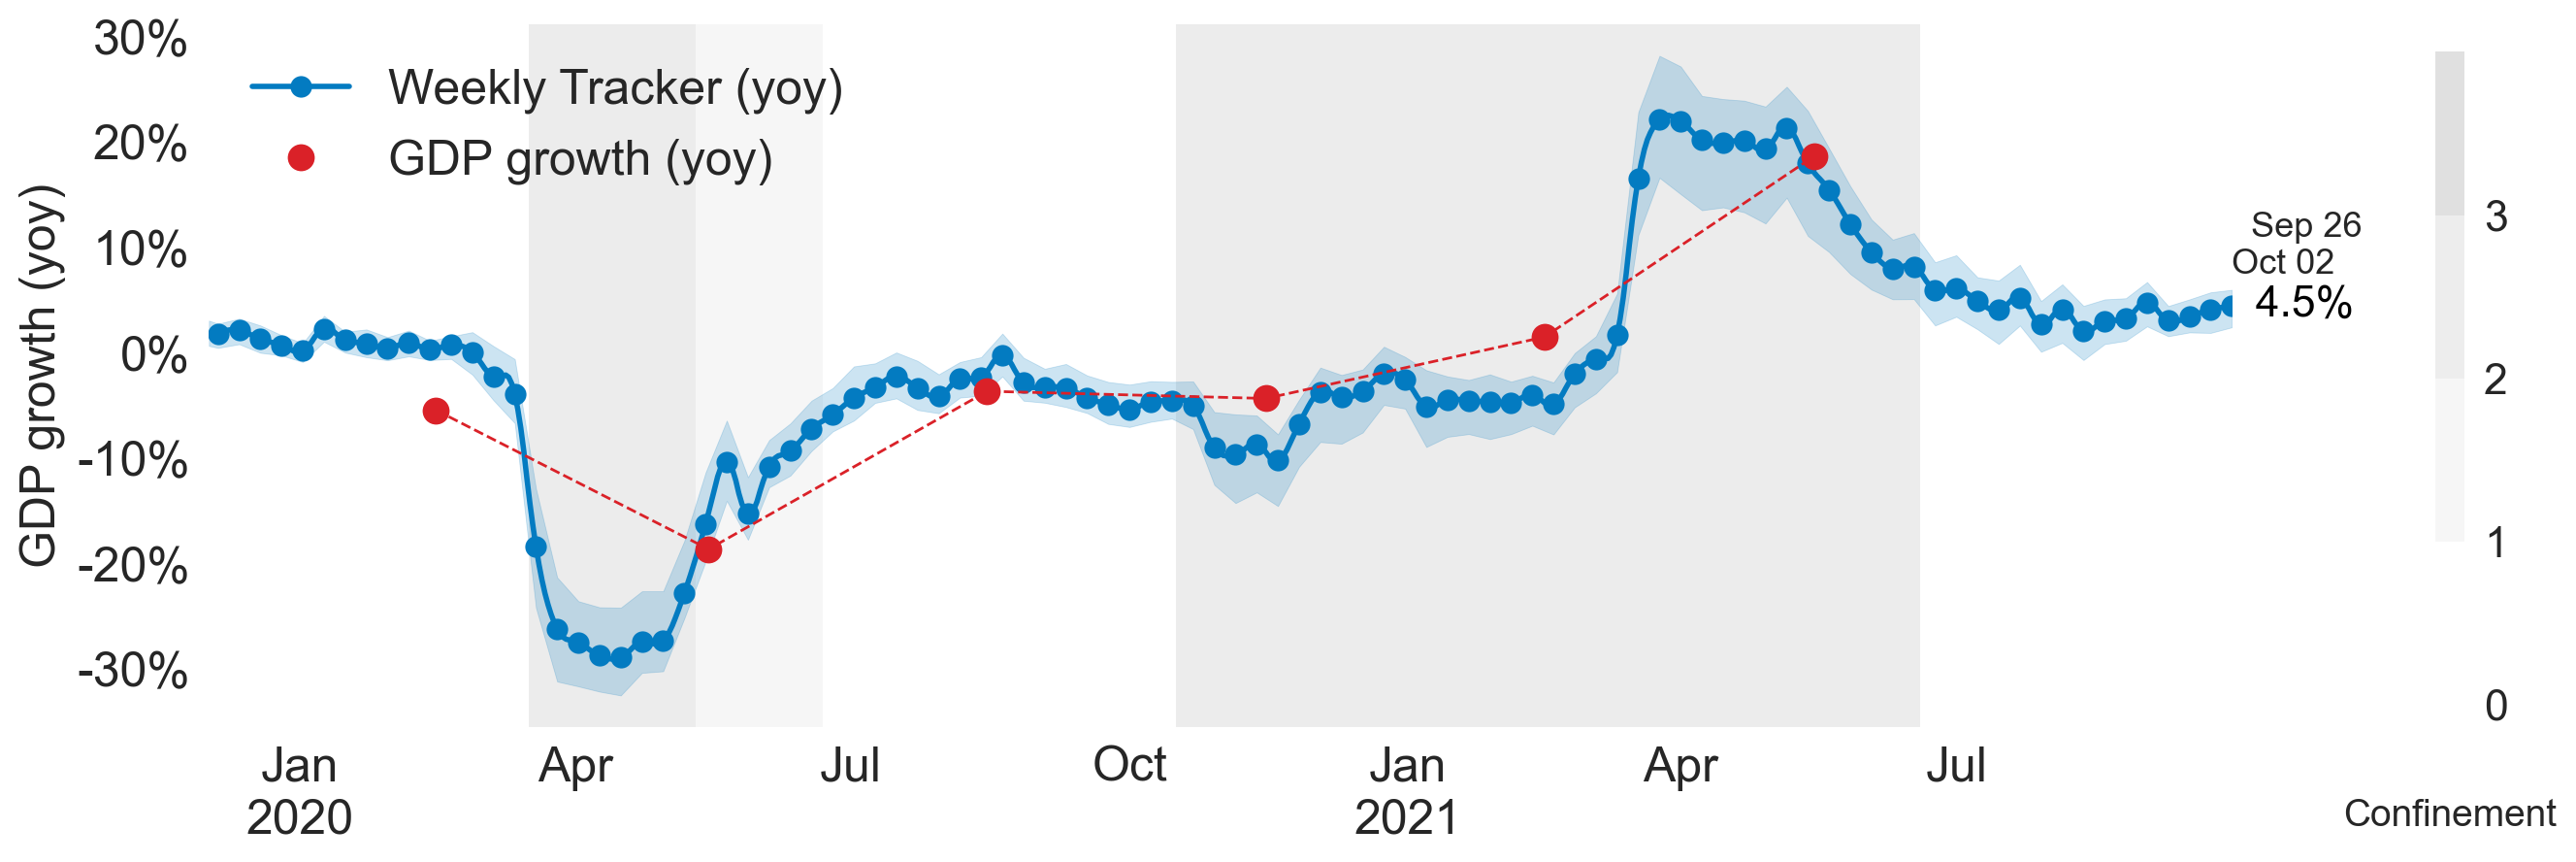 GDP growth (yoy)
30%
20%
10%
0%
-10%
-20%
-30%
Weekly Tracker (yoy)
GDP growth (yoy)
Sep 26
Oct 02
4.5%
Jan
2020
Apr
Jul
Oct
Jan
2021
Apr
Jul
3
2
1
0
Confinement